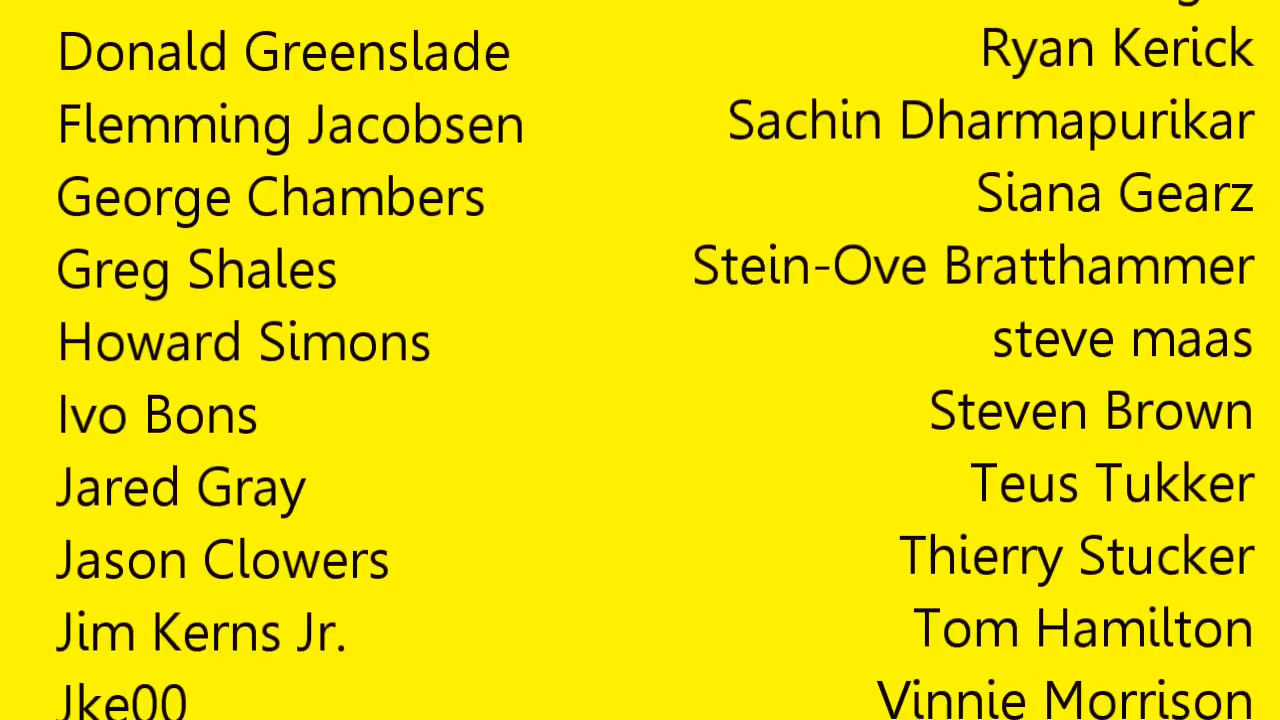 Donald Greenslade
Flemming Jacobsen
George Chambers
Greg Shales
Howard Simons
Ivo Bons
Jared Gray
Jason Clowers
Jim Kerns Jr.
Jke00
Ryan Kerick
Sachin Dharmapurikar
Siana Gearz
Stein-Ove Bratthammer
steve maas
Steven Brown
Teus Tukker
Thierry Stucker
Tom Hamilton
Vinnie Morrison